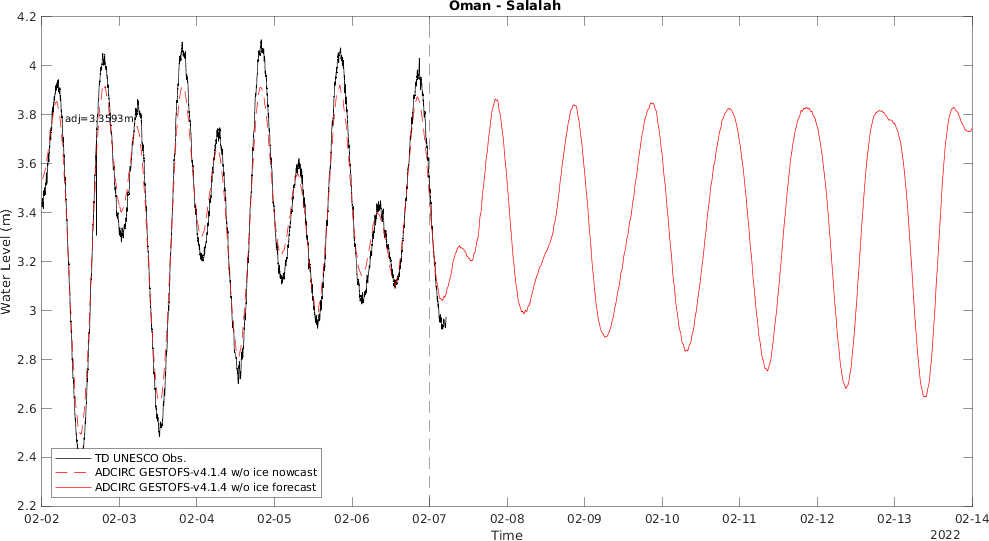 Oman - Salalah
4.2
4
3.8
3.6
3.4
3.2
3
2.8
2.6
2.4
2.2
Water Level (m)
adj=3.3593m
TD UNESCO Obs.
ADCIRC GESTOFS-v4.1.4 w/o ice nowcast
ADCIRC GESTOFS-v4.1.4 w/o ice forecast
02-02 02-03 02-04 02-05 02-06 02-07 02-08 02-09 02-10 02-11 02-12 02-13 02-14
Time
2022